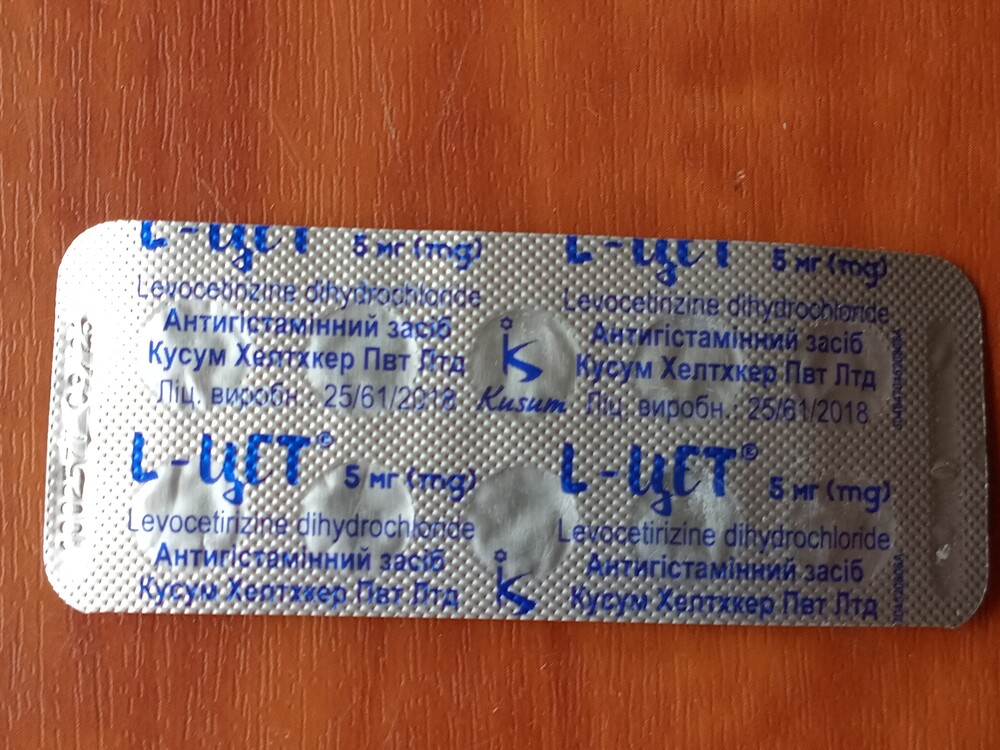 L-ЦЕТ 5 мг (mg)
L-ЦЕТ 5 мг (mg)
Levocetirizine dihydrochloride
Levocetirizine dihydrochloride
Антигістамінний засіб
Антигістамінний засіб
Кусум Хелтхкер Пвт Лтд
Кусум Хелтхкер Пвт Лтд
Ліц. виробн. 25/61/2018
Kusum
Ліц. виробн.: 25/61/2018
L-ЦЕТ® 5 мг (mg)
L-ЦЕТ® 5 мг (mg)
Levocetirizine dihydrochloride
Levocetirizine dihydrochloride
Антигістамінний засіб
Антигістамінний засіб
Кусум Хелтхкер Пвт Лтд
Кусум Хелтхкер Пвт Лтд